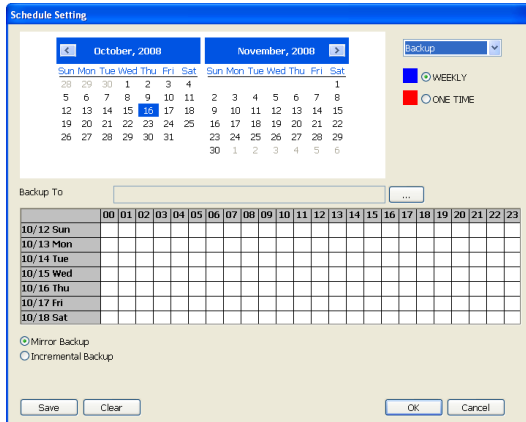 Schedule Setting
October, 2008
Sun Mon Tue Wed Thu Fri Sat
28 29 30 1 2 3 4
5 6 7 8 9 10 11
12 13 14 15 16 17 18
19 20 21 22 23 24 25
26 27 28 29 30 31
November, 2008
Sun Mon Tue Wed Thu Fri Sat
1
2 3 4 5 6 7 8
9 10 11 12 13 14 15
16 17 18 19 20 21 22
23 24 25 26 27 28 29
30 1 2 3 4 5 6
Backup
WEEKLY
ONE TIME
Backup To
...
00 01 02 03 04 05 06 07 08 09 10 11 12 13 14 15 16 17 18 19 20 21 22 23
10/12 Sun
10/13 Mon
10/14 Tue
10/15 Wed
10/16 Thu
10/17 Fri
10/18 Sat
Mirror Backup
Incremental Backup
Save Clear OK Cancel